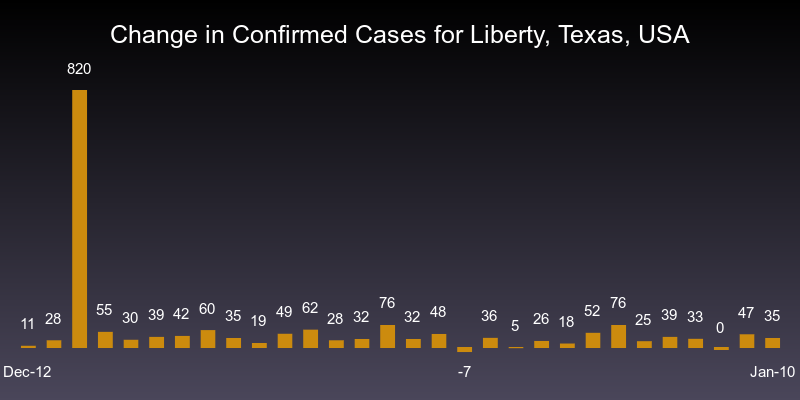 Change in Confirmed Cases for Liberty, Texas, USA
820
11 28 55 30 39 42 60 35 19 49 62 28 32 76 32 48 36 5 26 18 52 76 25 39 33 0 47 35
Dec-12 -7 Jan-10